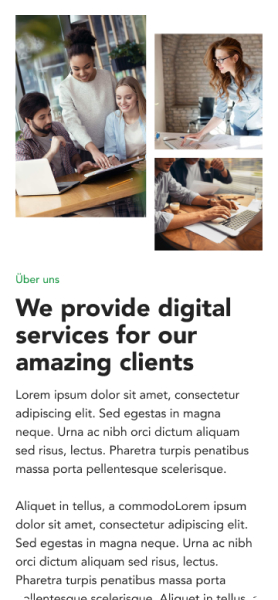 Über uns
We provide digital
services for our
amazing clients
Lorem ipsum dolor sit amet, consectetur
adipiscing elit. Sed egestas in magna
neque. Urna ac nibh orci dictum aliquam
sed risus, lectus. Pharetra turpis penatibus
massa porta pellentesque scelerisque.
Aliquet in tellus, a commodoLorem ipsum
dolor sit amet, consectetur adipiscing elit.
Sed egestas in magna neque. Urna ac nibh
orci dictum aliquam sed risus, lectus.
Pharetra turpis penatibus massa porta
scelerisque. Aliquet in tellus,